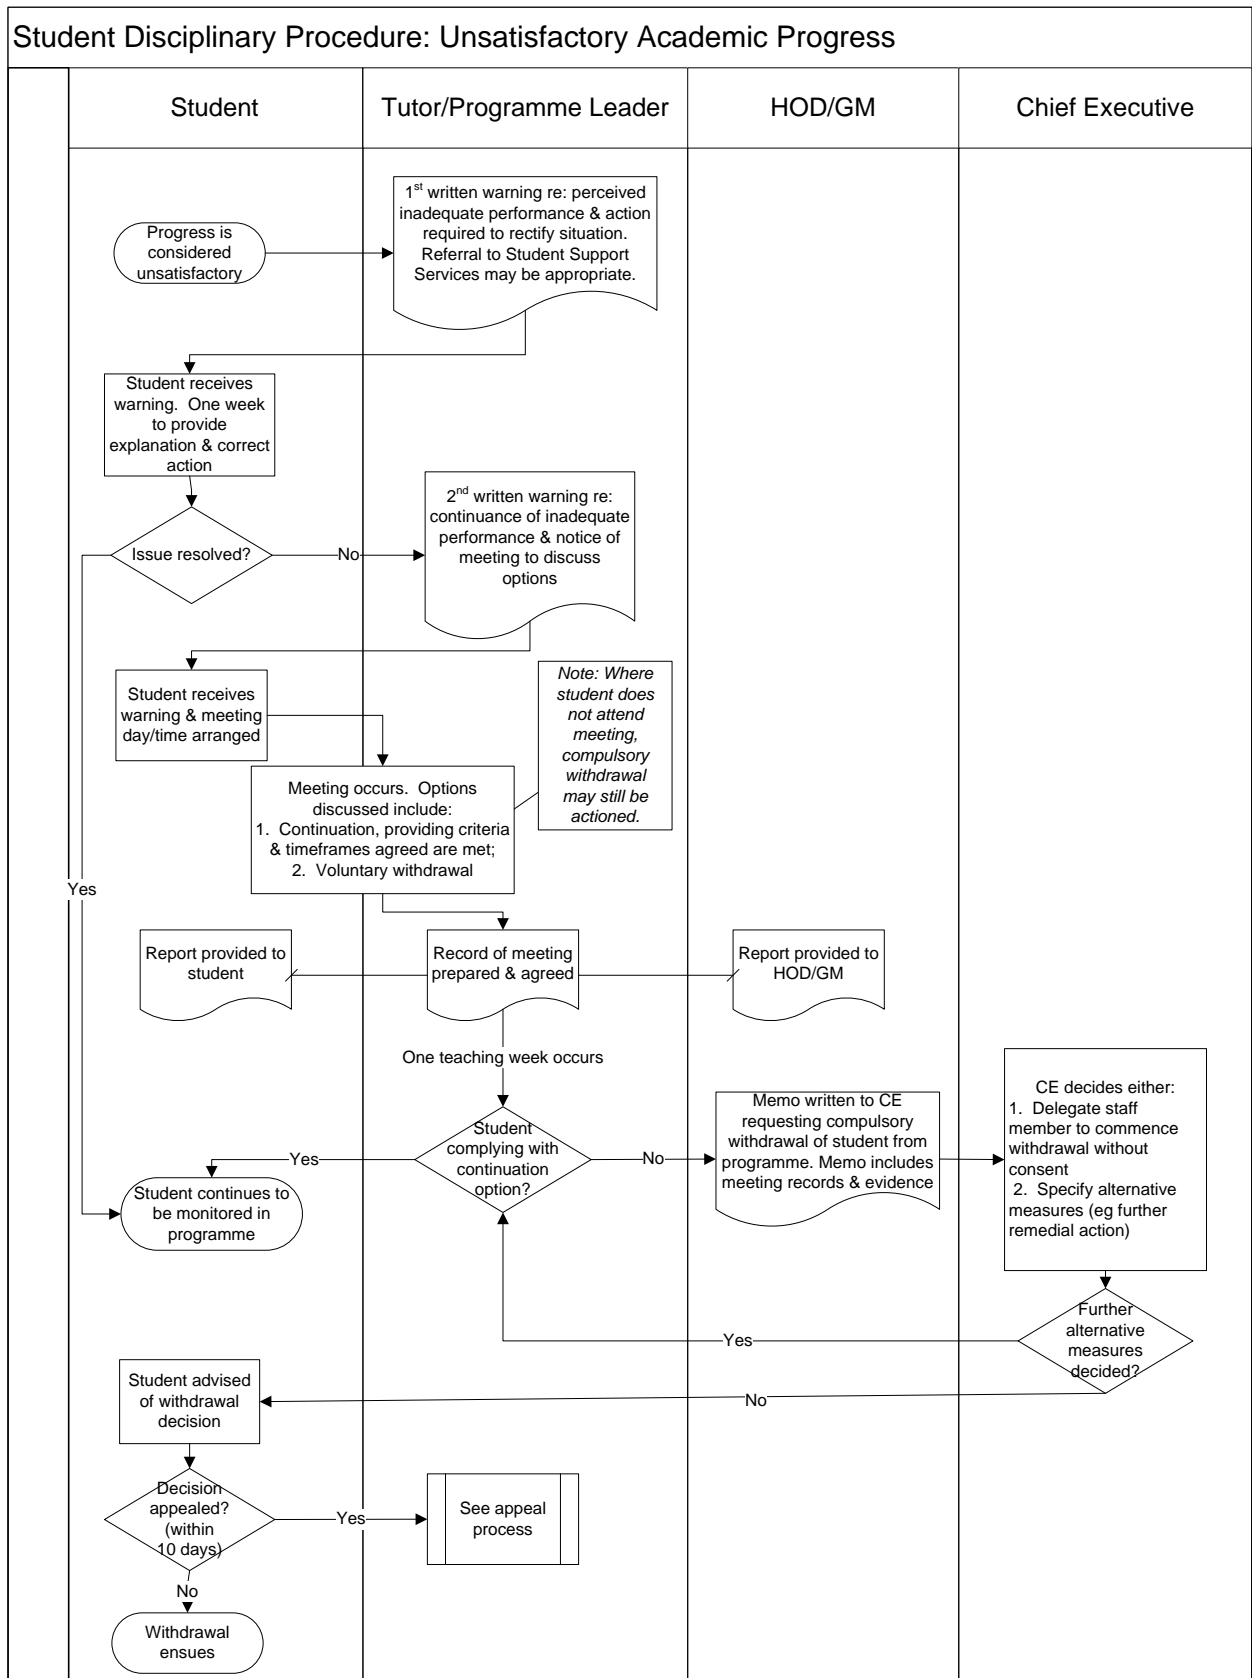 Student Disciplinary Procedure: Unsatisfactory Academic Progress
Student
Tutor/Programme Leader
HOD/GM
Chief Executive
Progress is
considered
unsatisfactory
1st written warning re: perceived
inadequate performance & action
required to rectify situation.
Referral to Student Support
Services may be appropriate.
Student receives
warning. One week
to provide
explanation & correct
action
Issue resolved?
No
2nd written warning re:
continuance of inadequate
performance & notice of
meeting to discuss
options
Student receives
warning & meeting
day/time arranged
Note: Where
student does
not attend
meeting,
compulsory
withdrawal
may still be
actioned.
Meeting occurs. Options
discussed include:
1. Continuation, providing criteria
& timeframes agreed are met;
2. Voluntary withdrawal
Yes
Report provided to
student
Record of meeting
prepared & agreed
Report provided to
HOD/GM
One teaching week occurs
Student
complying with
continuation
option?
Yes
No
Student continues to
be monitored in
programme
Memo written to CE
requesting compulsory
withdrawal of student from
programme. Memo includes
meeting records & evidence
CE decides either:
1. Delegate staff
member to commence
withdrawal without
consent
2. Specify alternative
measures (eg further
remedial action)
Further
alternative
measures
decided?
Yes
No
Student advised
of withdrawal
decision
Decision
appealed?
(within
10 days)
Yes
See appeal
process
No
Withdrawal
ensues